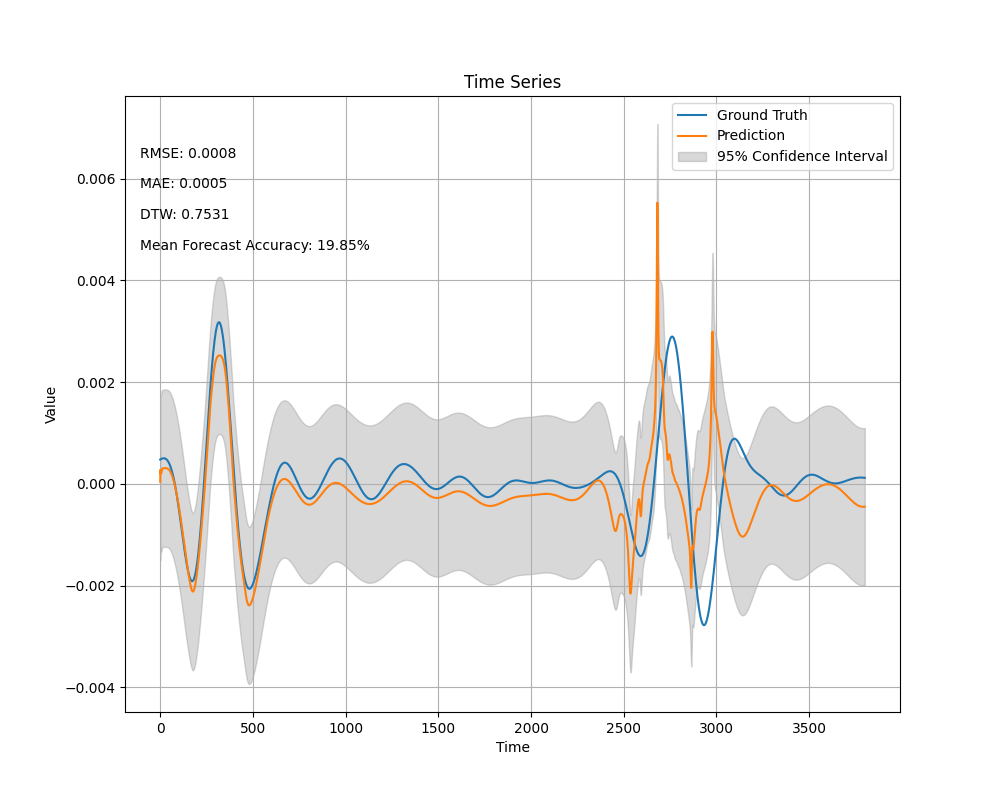 Time Series
Ground Truth
Prediction
95% Confidence Interval
RMSE: 0.0008
MAE: 0.0005
DTW: 0.7531
Mean Forecast Accuracy: 19.85%
0.006
0.004
0.002
0.000
−0.002
−0.004
Value
0 500 1000 1500 2000 2500 3000 3500
Time